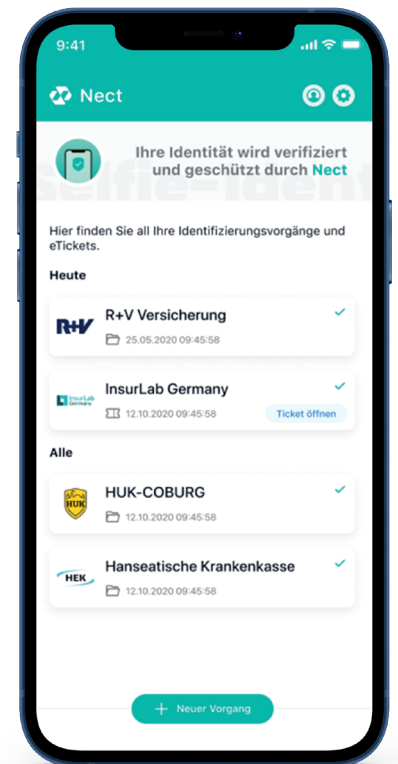 9:41
Nect
Ihre Identität wird verifiziert
und geschützt durch Nect
Selfie-Ident
Hier finden Sie all Ihre Identifizierungsvorgänge und
eTickets.
Heute
R+V
R+V Versicherung
25.05.2020 09:45:58
InsurLab
Germany
InsurLab Germany
12.10.2020 09:45:58
Ticket öffnen
Alle
HUK
HUK-COBURG
12.10.2020 09:45:58
HEK
Hanseatische Krankenkasse
12.10.2020 09:45:58
+ Neuer Vorgang